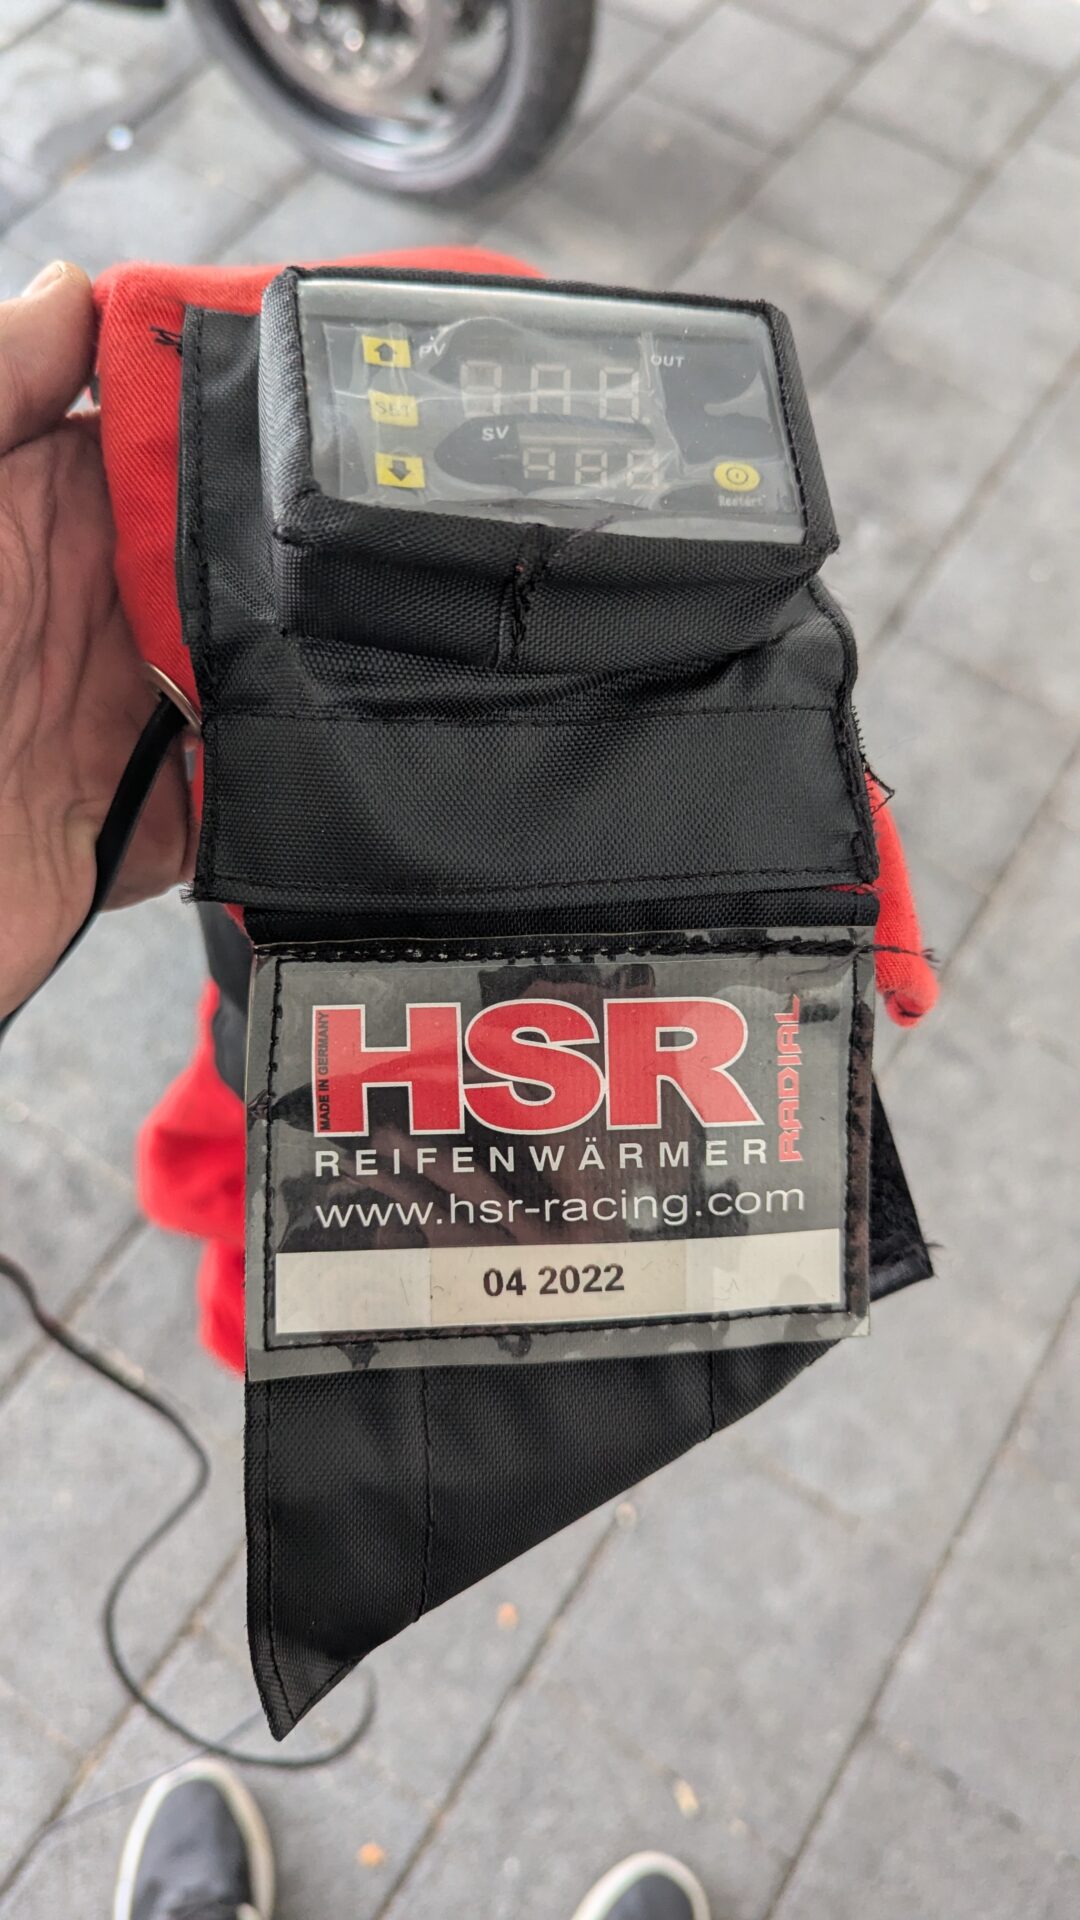 PV
OUT
SET
SV
Restart
MADE IN GERMANY
HSR
RADIAL
REIFENWÄRMER
www.hsr-racing.com
04 2022